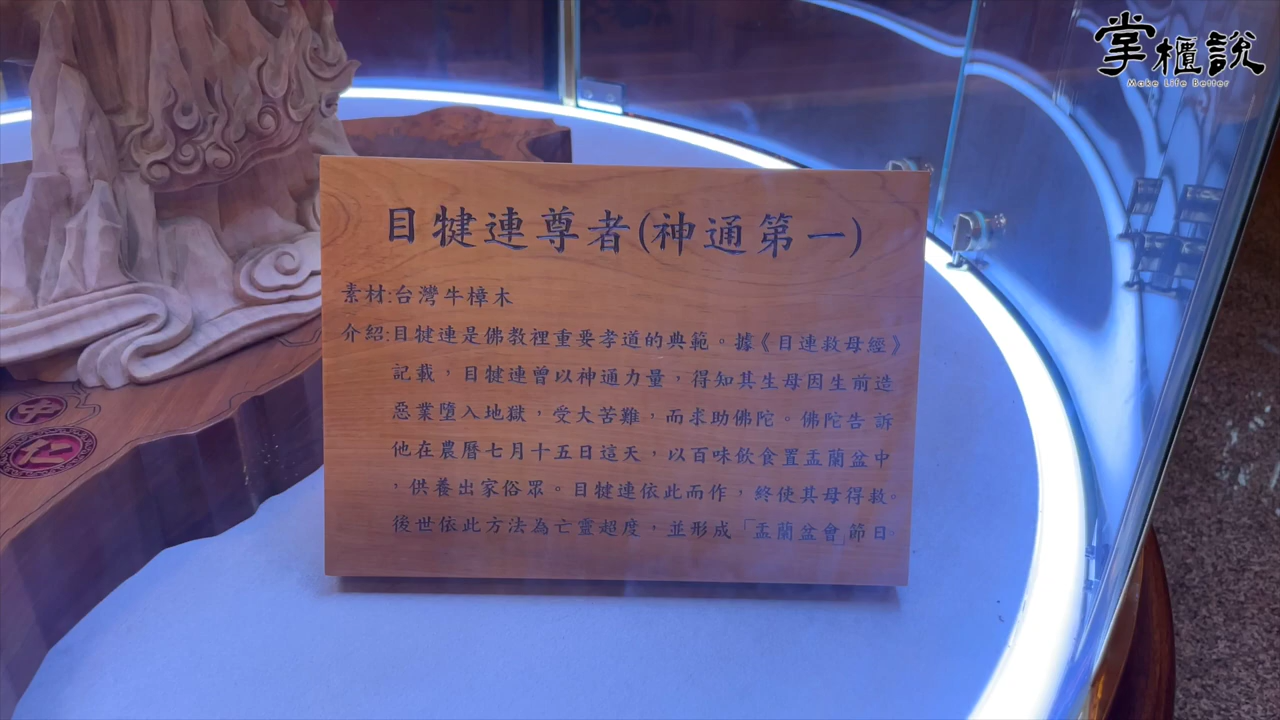 掌櫃說
Make Life Better
目犍連尊者(神通第一)
素材:台灣牛樟木
介紹:目犍連是佛教裡重要孝道的典範。據《目連救母經》
記載，目犍連曾以神通力量，得知其生母因生前造
惡業墮入地獄，受大苦難，而求助佛陀。佛陀告訴
他在農曆七月十五日這天，以百味飲食置盂蘭盆中
，供養出家俗眾。目犍連依此而作，終使其母得救。
後世依此方法為亡靈超度，並形成「盂蘭盆會」節日。
中
仁